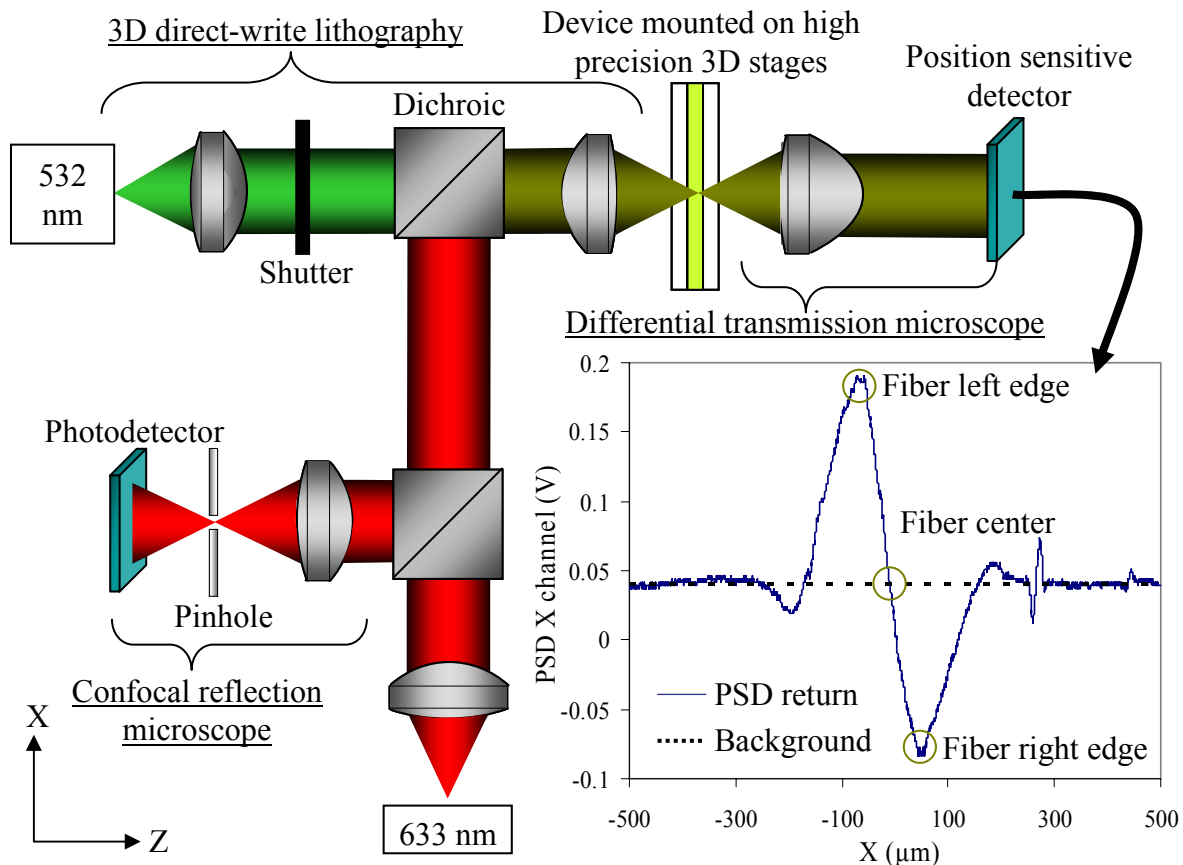 3D direct-write lithography
Device mounted on high
precision 3D stages
Position sensitive
detector
Dichroic
532
nm
Shutter
Differential transmission microscope
Photodetector
Pinhole
Confocal reflection
microscope
X
Z
633 nm
0.2
0.15
0.1
0.05
0
-0.05
-0.1
PSD X channel (V)
Fiber left edge
Fiber center
PSD return
Background
Fiber right edge
-500
-300
-100
100
300
500
X (μm)